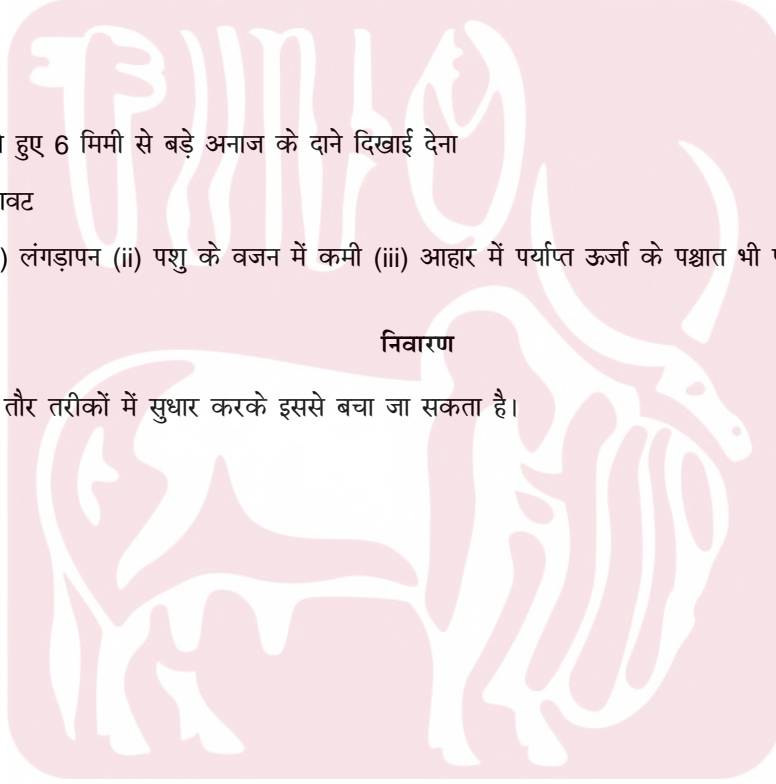 हुए 6 मिमी से बड़े अनाज के दाने दिखाई देना
) लंगड़ापन (ii) पशु के वजन में कमी (iii) आहार में पर्याप्त ऊर्जा के पश्चात भी
निवारण
तौर तरीकों में सुधार करके इससे बचा जा सकता है।